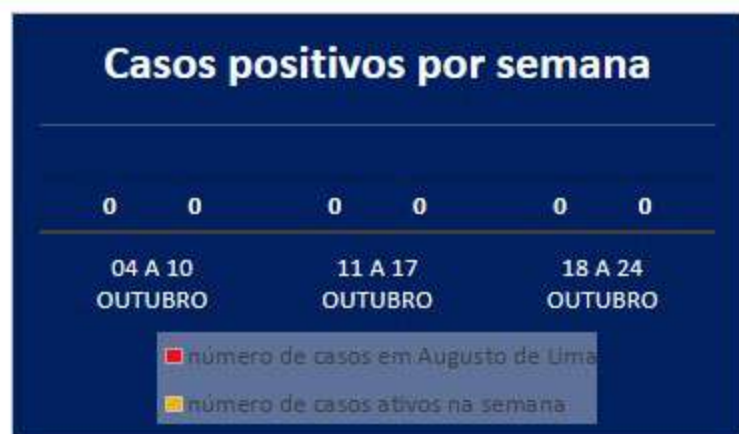 Casos positivos por semana
0 0 0 0 0 0
04 A 10 11 A 17 18 A 24
OUTUBRO OUTUBRO OUTUBRO
número de casos em Augusto de Lima
número de casos ativos na semana